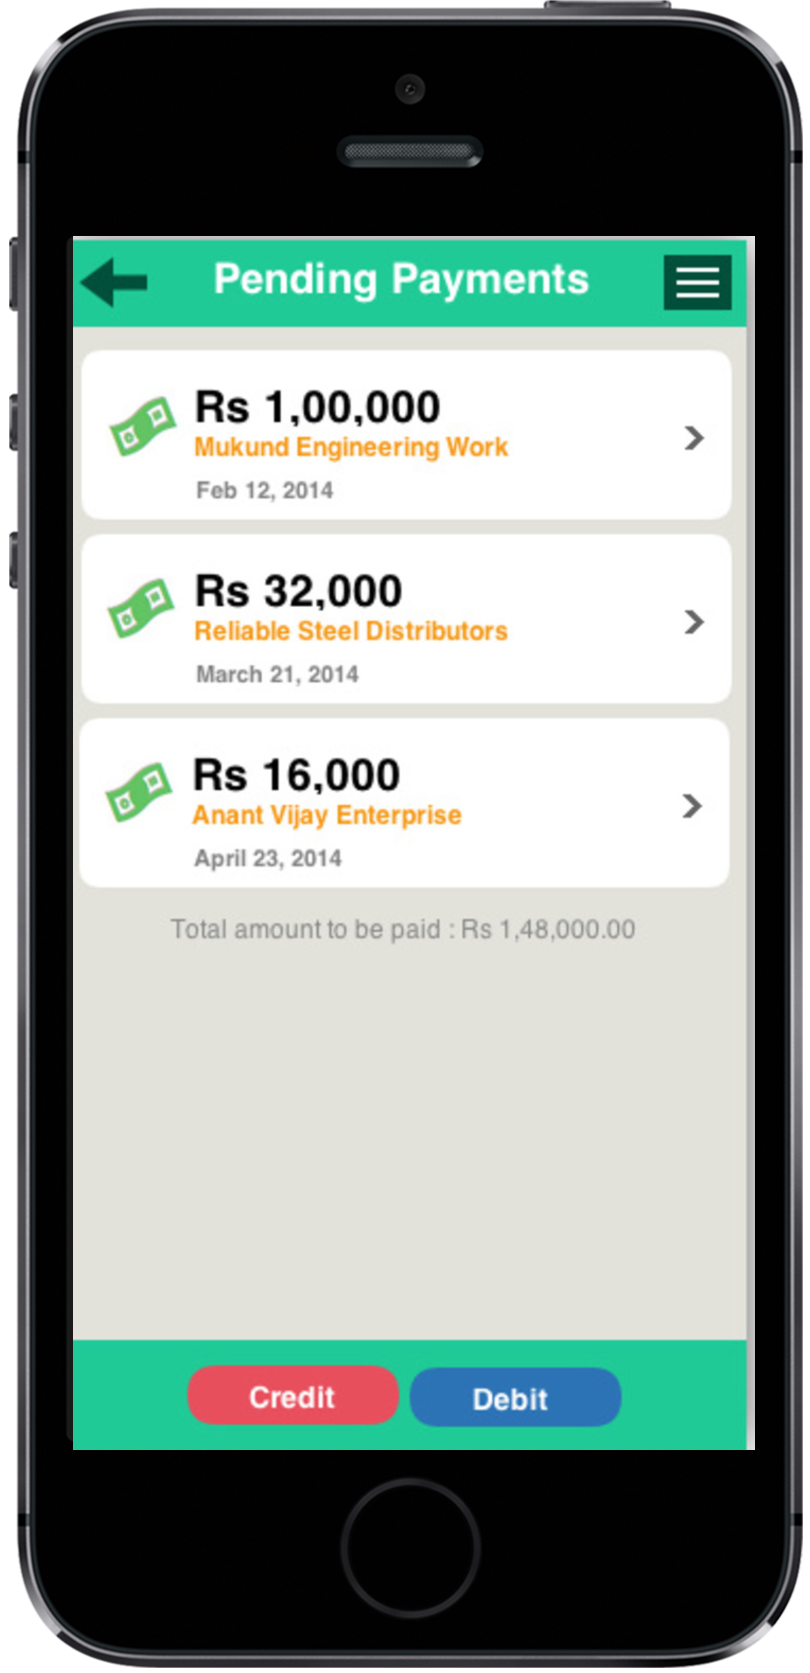 Pending Payments
Rs 1,00,000
Mukund Engineering Work
Feb 12, 2014
Rs 32,000
Reliable Steel Distributors
March 21, 2014
Rs 16,000
Anant Vijay Enterprise
April 23, 2014
Total amount to be paid : Rs 1,48,000.00
Credit
Debit